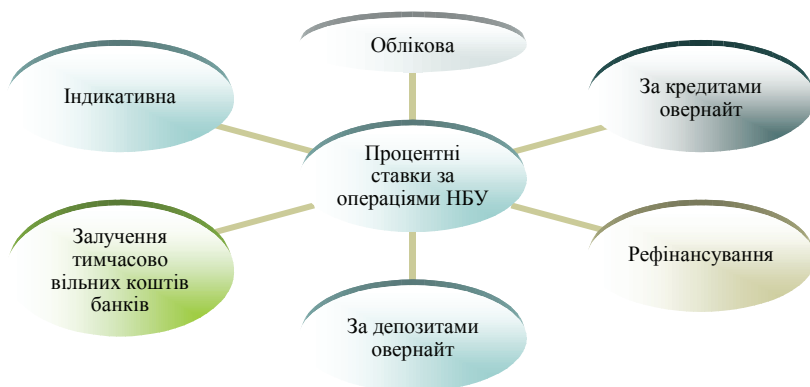 Облікова
Індикативна
За кредитами
овернайт
Процентні
ставки за
операціями НБУ
Залучення
тимчасово
вільних коштів
банків
Рефінансування
За депозитами
овернайт